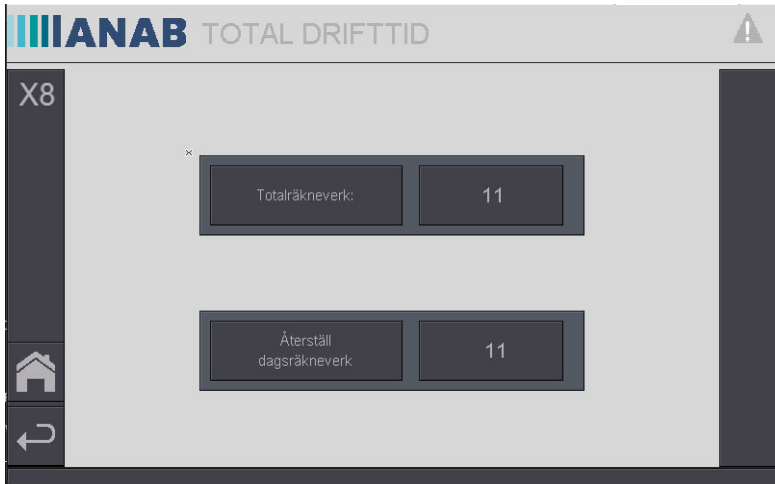 ANAB TOTAL DRIFTTID
X8
Totalräkneverk: 11
Återställ
dagsräkneverk 11